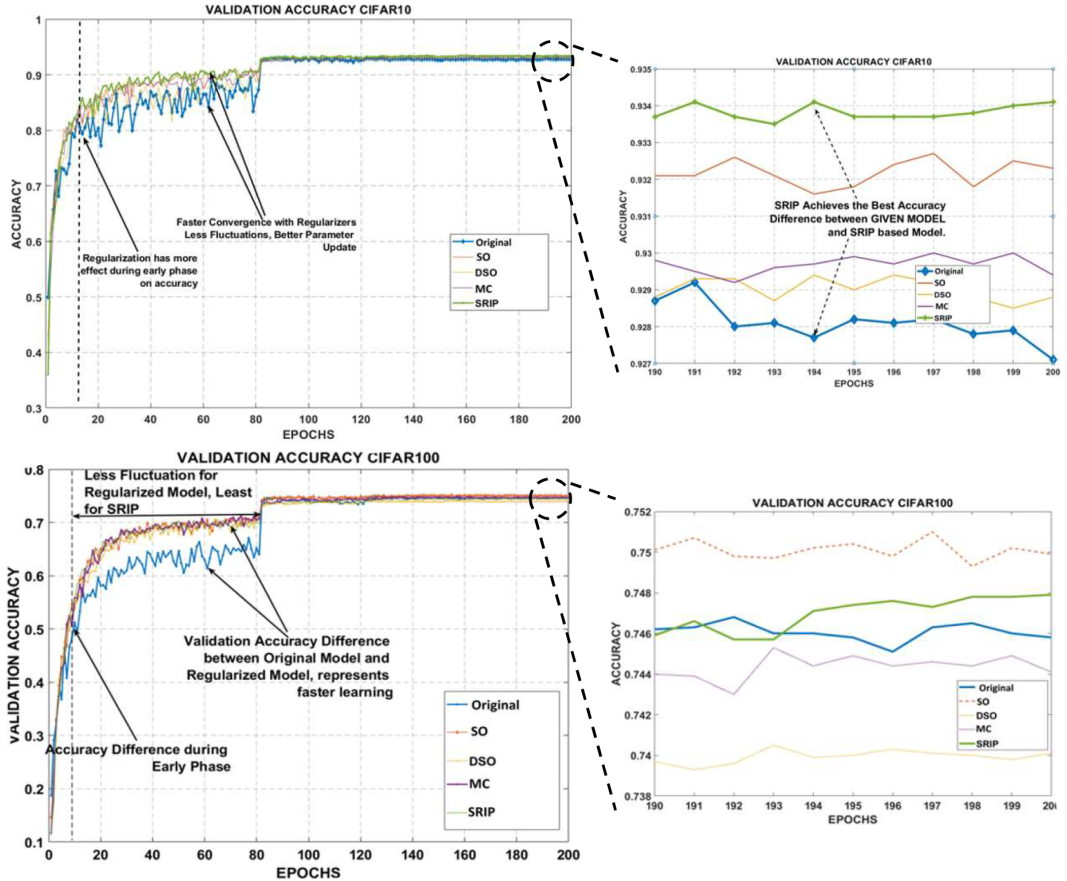 VALIDATION ACCURACY CIFAR10
ACCURACY
1
0.9
0.8
0.7
0.6
0.5
0.4
0.3
0 20 40 60 80 100 120 140 160 180 200
EPOCHS
Regularization has more
effect during early phase
on accuracy
Faster Convergence with Regularizers
Less Fluctuations, Better Parameter
Update
Original
SO
DSO
MC
SRIP
VALIDATION ACCURACY CIFAR10
ACCURACY
0.935
0.934
0.933
0.932
0.931
0.93
0.929
0.928
0.927
190 191 192 193 194 195 196 197 198 199 200
EPOCHS
SRIP Achieves the Best Accuracy
Difference between GIVEN MODEL
and SRIP based Model.
Original
SO
DSO
MC
SRIP
VALIDATION ACCURACY CIFAR100
VALIDATION ACCURACY
0.8
0.7
0.6
0.5
0.4
0.3
0.2
0.1
0 20 40 60 80 100 120 140 160 180 200
EPOCHS
Less Fluctuation for
Regularized Model, Least
for SRIP
Validation Accuracy Difference
between Original Model and
Regularized Model, represents
faster learning
Accuracy Difference during
Early Phase
Original
SO
DSO
MC
SRIP
VALIDATION ACCURACY CIFAR100
ACCURACY
0.752
0.75
0.748
0.746
0.744
0.742
0.74
0.738
190 191 192 193 194 195 196 197 198 199 200
EPOCHS
Original
SO
DSO
MC
SRIP